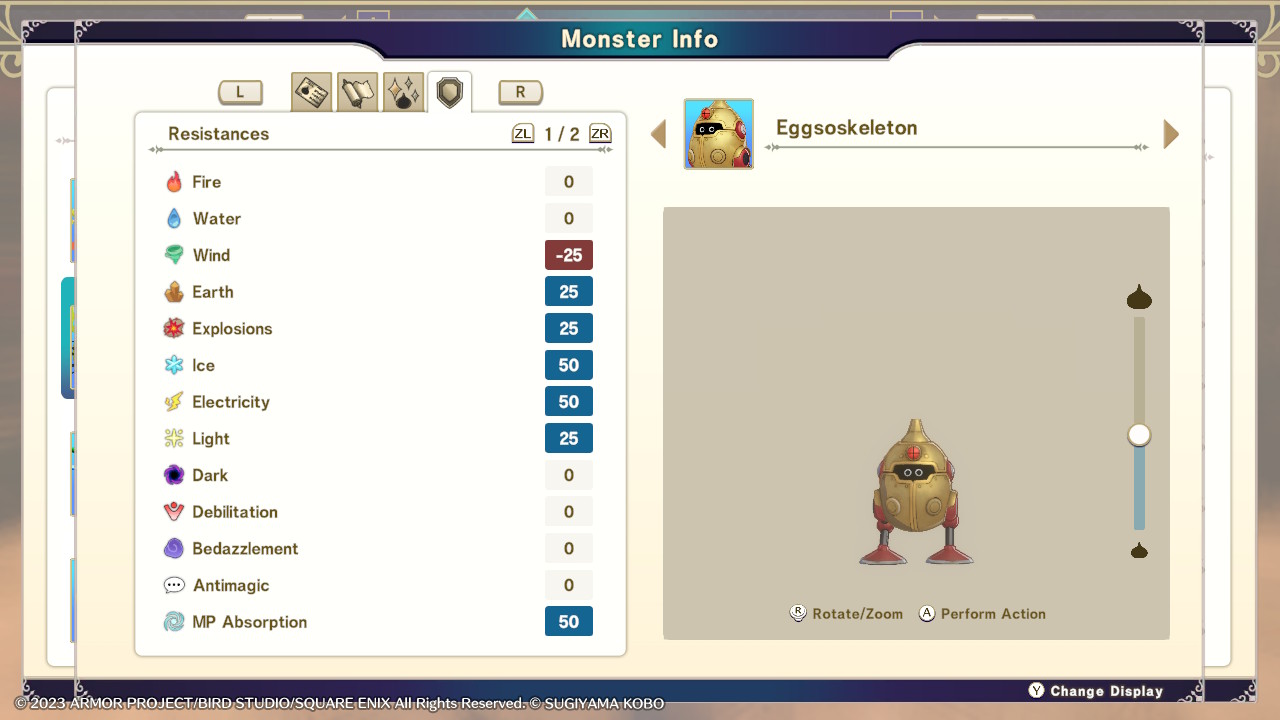 Monster Info
L
R
Resistances
ZL 1 / 2 ZR
Fire 0
Water 0
Wind -25
Earth 25
Explosions 25
Ice 50
Electricity 50
Light 25
Dark 0
Debilitation 0
Bedazzlement 0
Antimagic 0
MP Absorption 50
Eggsoskeleton
R Rotate/Zoom A Perform Action
Y Change Display
© 2023 ARMOR PROJECT/BIRD STUDIO/SQUARE ENIX All Rights Reserved. © SUGIYAMA KOBO